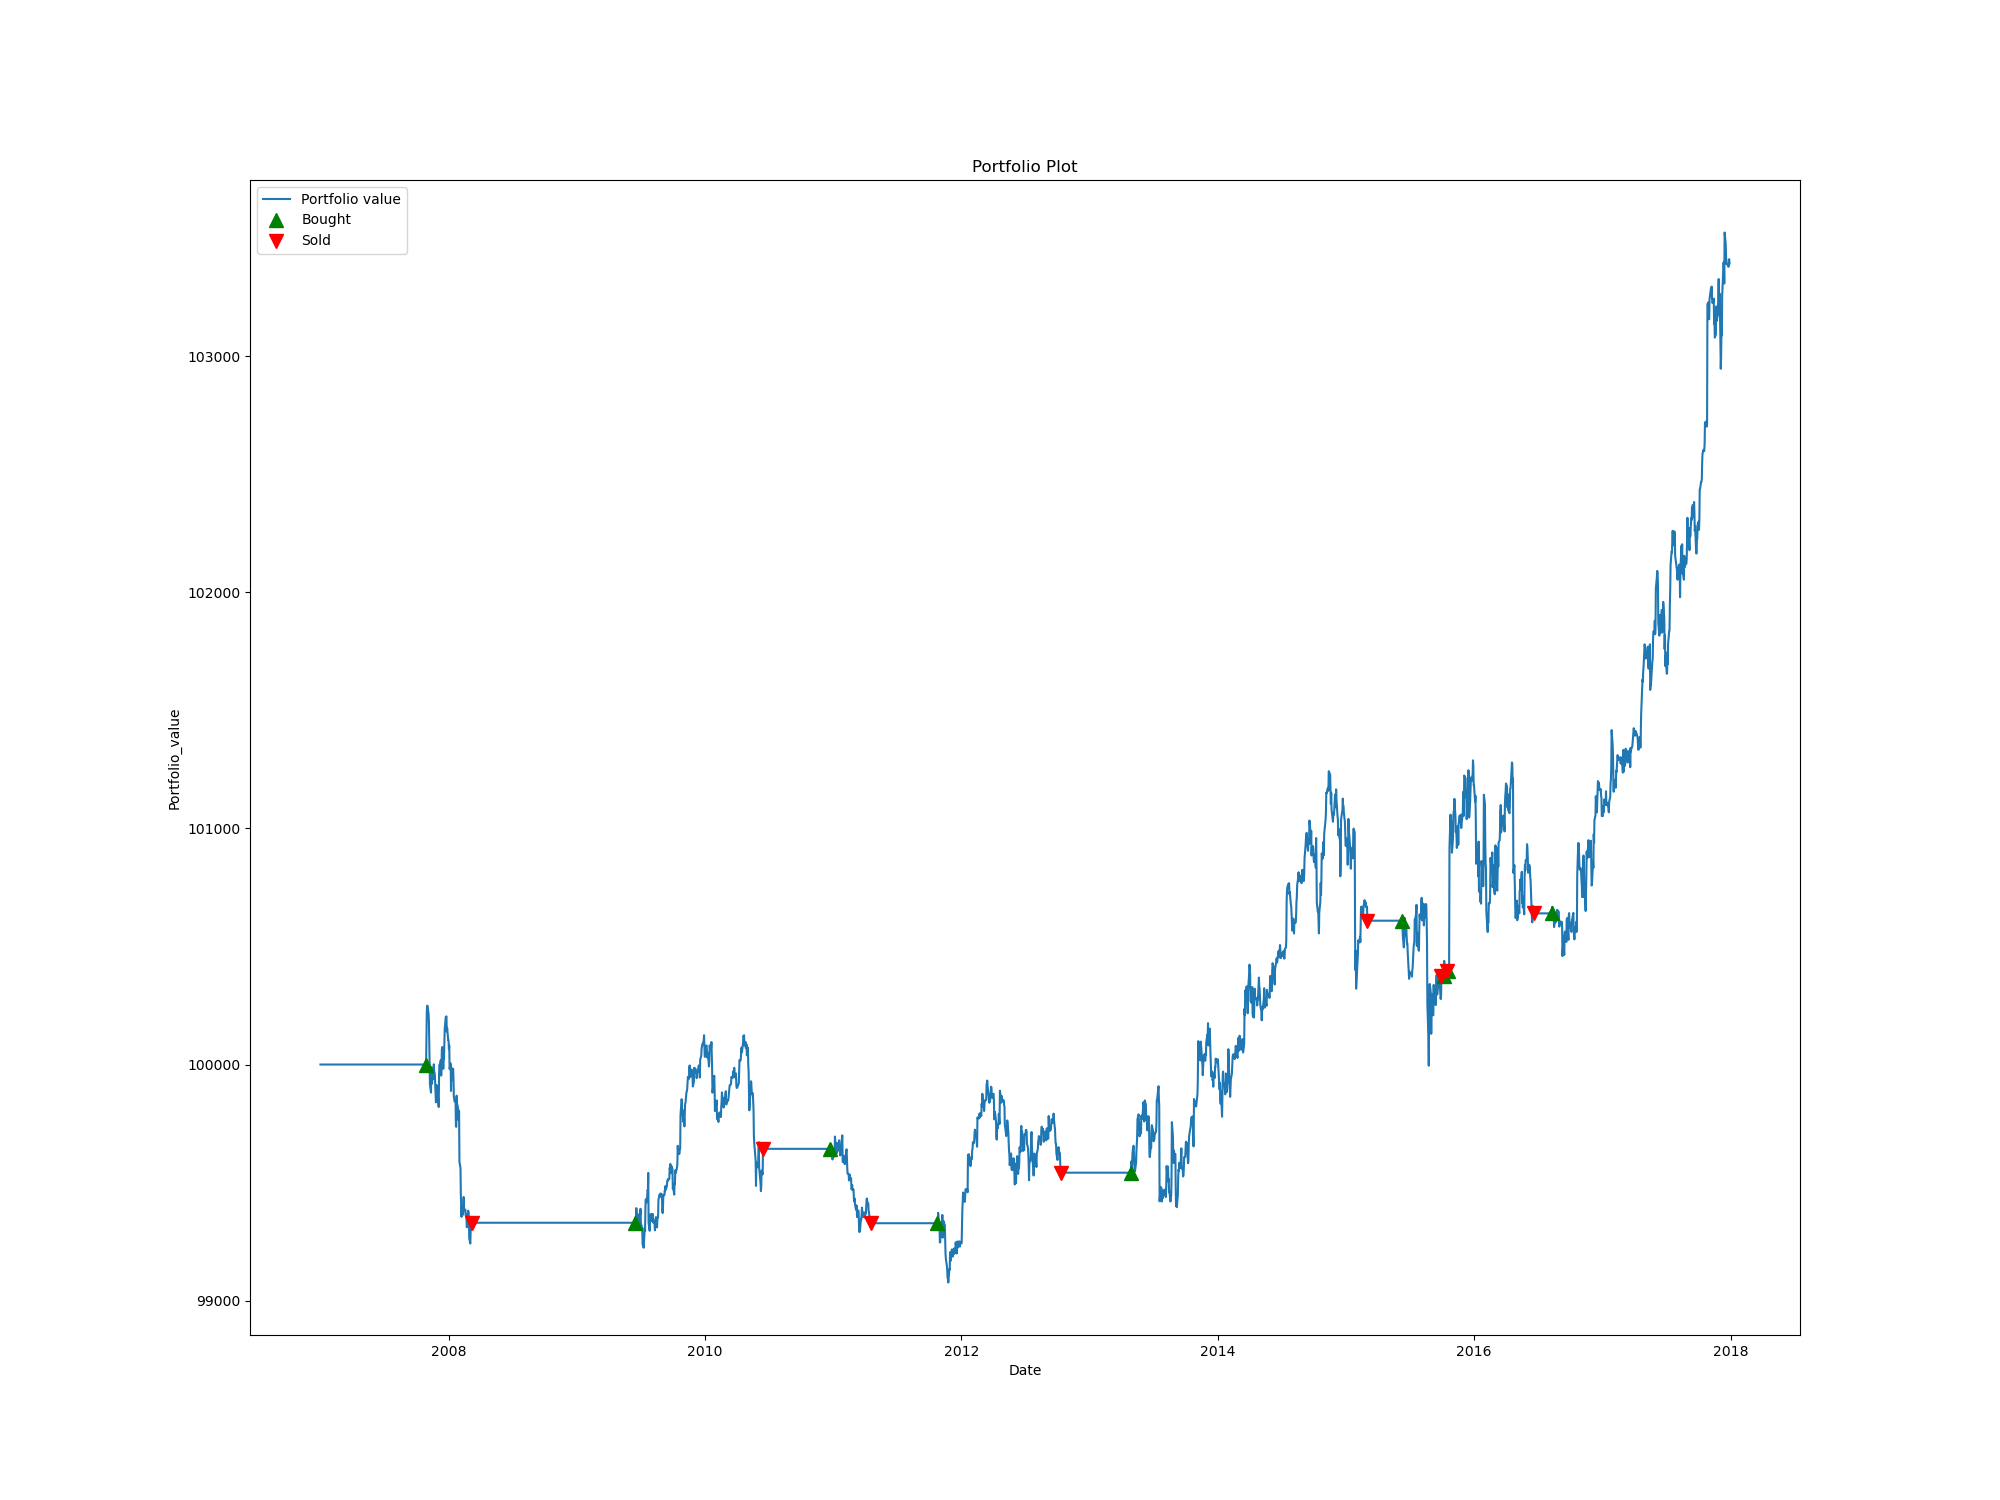 Portfolio Plot
Portfolio value
Bought
Sold
103000
102000
101000
100000
99000
Portfolio_value
2008 2010 2012 2014 2016 2018
Date